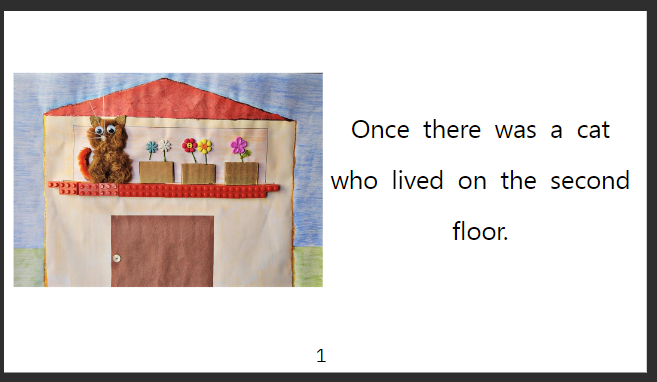 Once there was a cat
who lived on the second
floor.
1